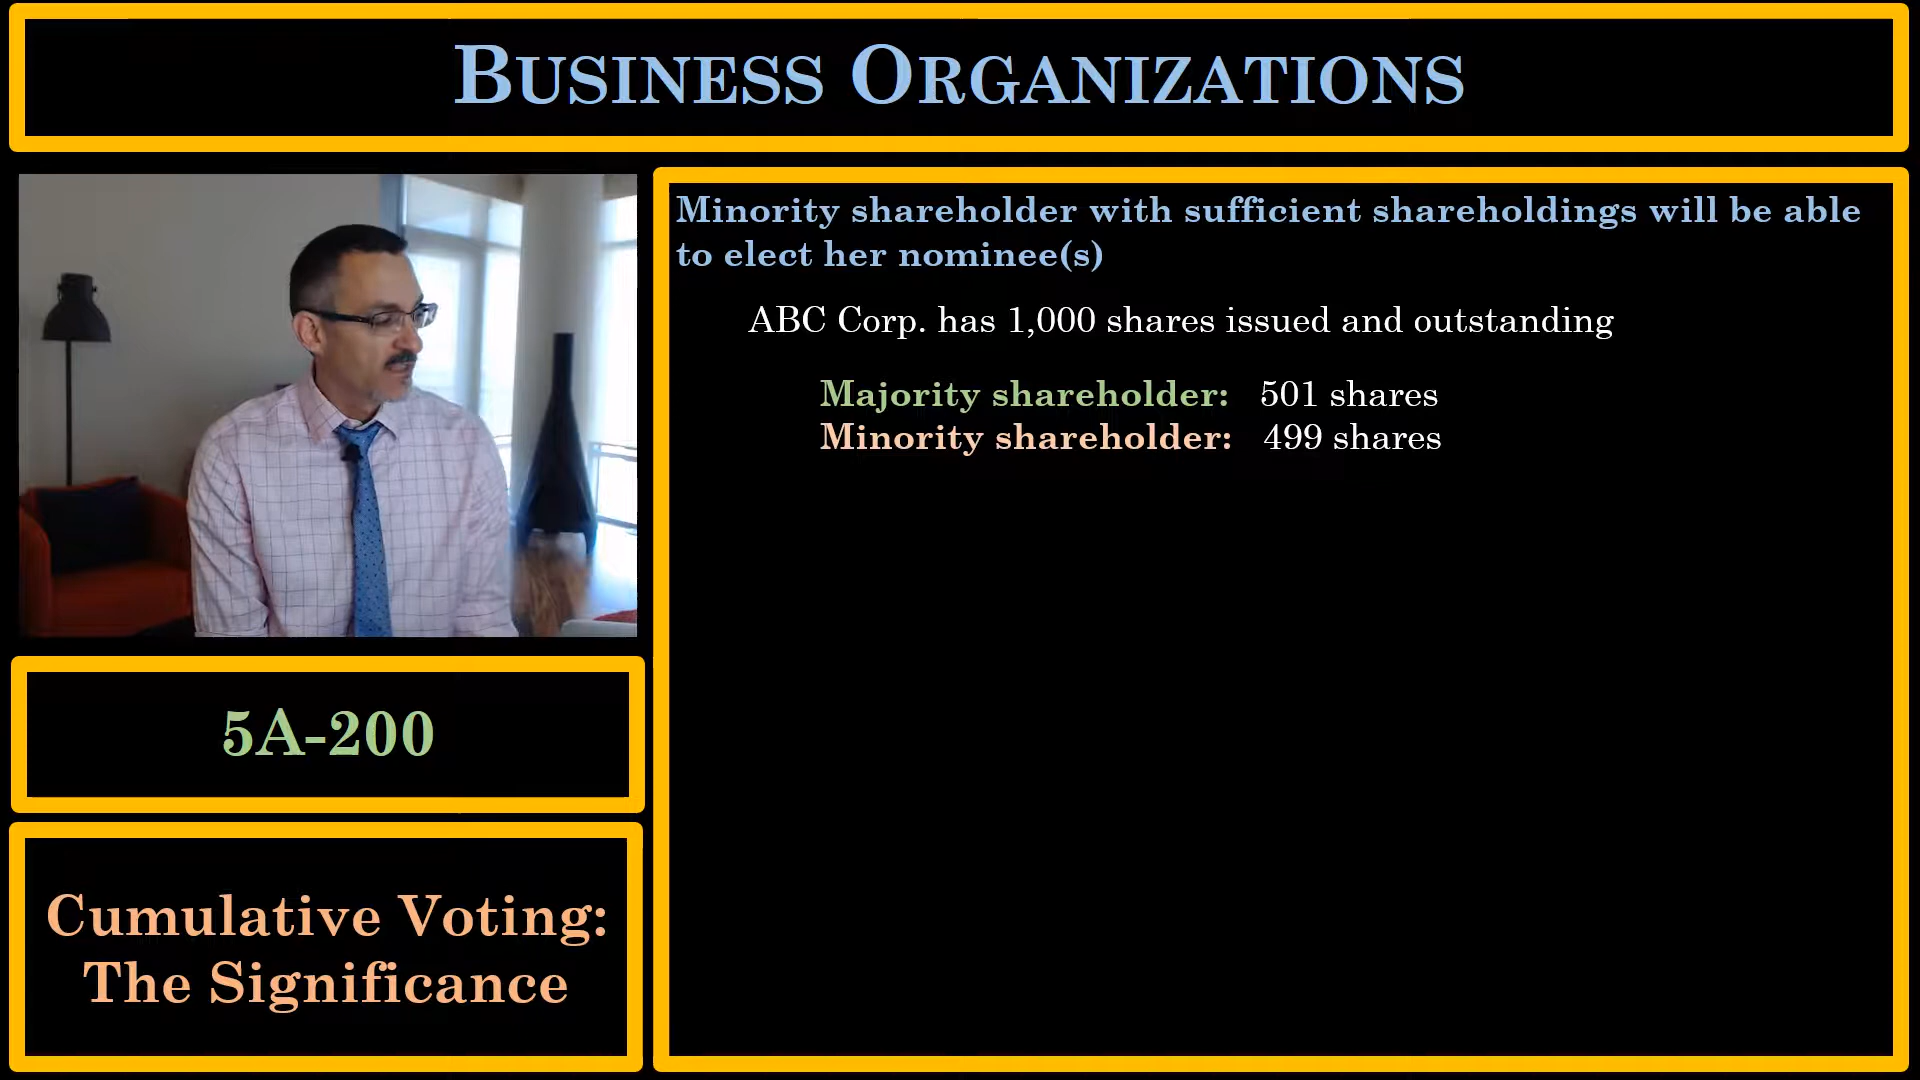 BUSINESS ORGANIZATIONS
Minority shareholder with sufficient shareholdings will be able
to elect her nominee(s)
ABC Corp. has 1,000 shares issued and outstanding
Majority shareholder: 501 shares
Minority shareholder: 499 shares
5A-200
Cumulative Voting:
The Significance